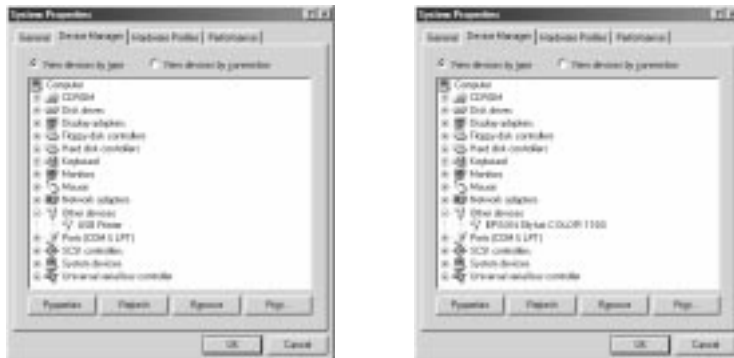 System Properties
General Device Manager Hardware Profiles Performance
View devices by type View devices by connection
Computer
CDROM
Disk drives
Display adapters
Floppy disk controllers
Hard disk controllers
Keyboard
Monitors
Mouse
Network adapters
Other devices
USB Printer
Ports (COM & LPT)
SCSI controllers
System devices
Universal serial bus controller
Properties Refresh Remove Print...
OK Cancel
System Properties
General Device Manager Hardware Profiles Performance
View devices by type View devices by connection
Computer
CDROM
Disk drives
Display adapters
Floppy disk controllers
Hard disk controllers
Keyboard
Monitors
Mouse
Network adapters
Other devices
EPSON Stylus COLOR
Ports (COM & LPT)
SCSI controllers
System devices
Universal serial bus controller
Properties Refresh Remove Print...
OK Cancel